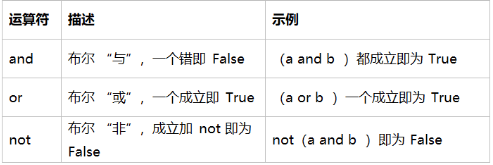 运算符 描述 示例
and 布尔 “与”，一个错即 False （a and b ）都成立即为 True
or 布尔 “或”，一个成立即 True （a or b ）一个成立即为 True
not 布尔 “非”，成立加 not 即为 not（a and b ）即为 False
False